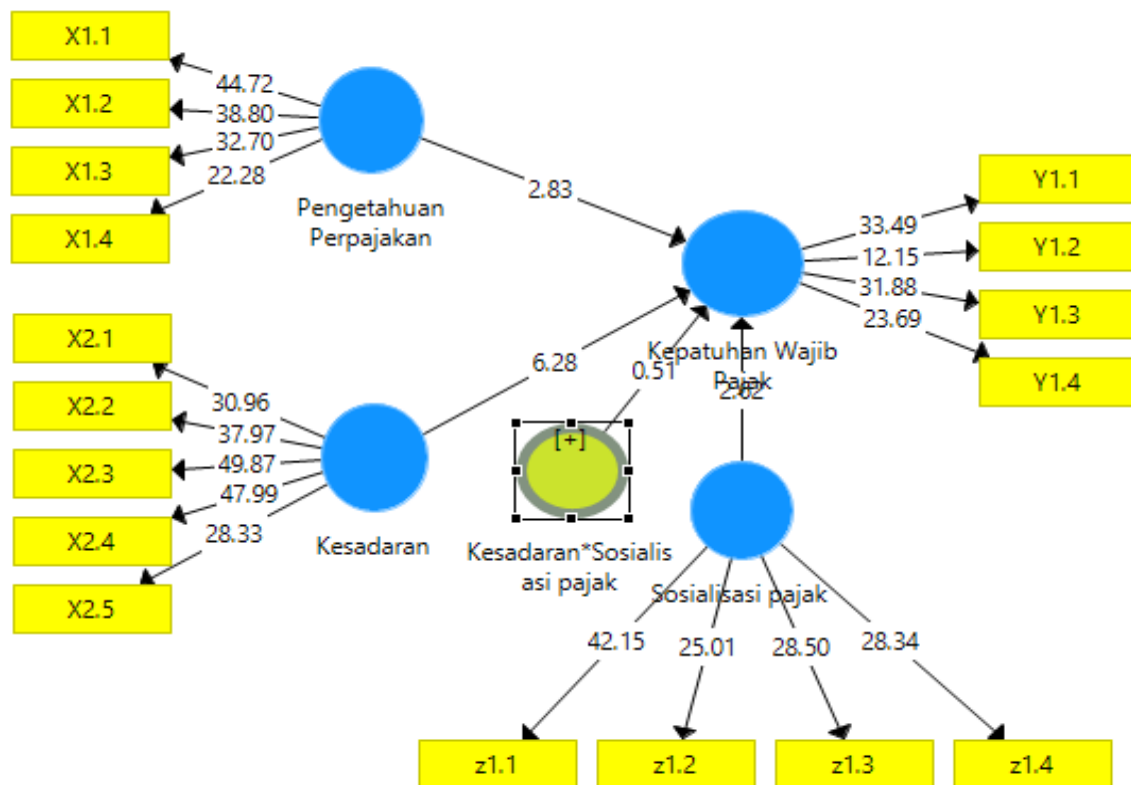 X1.1
X1.2
X1.3
X1.4
44.72
38.80
32.70
22.28
Pengetahuan
Perpajakan
2.83
Y1.1
Y1.2
Y1.3
Y1.4
33.49
12.15
31.88
23.69
Kepatuhan Wajib
Pajak
X2.1
X2.2
X2.3
X2.4
X2.5
30.96
37.97
49.87
47.99
28.33
Kesadaran
6.28
0.51
[+]
Kesadaran*Sosialis
asi pajak
Sosialisasi pajak
42.15
25.01
28.50
28.34
z1.1
z1.2
z1.3
z1.4